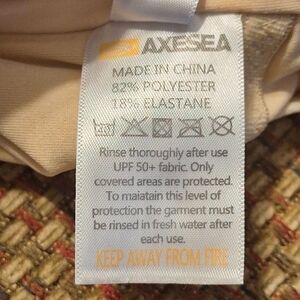 AXESEA
MADE IN CHINA
82% POLYESTER
18% ELASTANE
Rinse thoroughly after use
UPF 50+ fabric. Only
covered areas are protected.
To maiatain this level of
protection the garment must
be rinsed in fresh water after
each use.
KEEP AWAY FROM FIRE